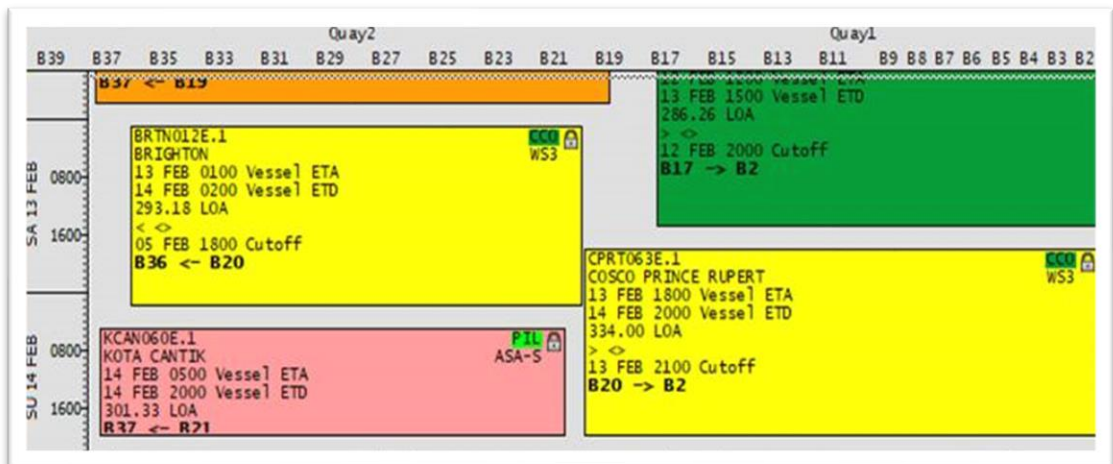 Quay2 Quay1
B39 B37 B35 B33 B31 B29 B27 B25 B23 B21 B19 B17 B15 B13 B11 B9 B8 B7 B6 B5 B4 B3 B2
B37 <- B19
13 FEB 1500 Vessel ETD
286.26 LOA
> <>
12 FEB 2000 Cutoff
B17 -> B2
SA 13 FEB
0800
1600
BRTN012E.1 CCO
BRIGHTON WS3
13 FEB 0100 Vessel ETA
14 FEB 0200 Vessel ETD
293.18 LOA
< <>
05 FEB 1800 Cutoff
B36 <- B20
CPRT063E.1 CCO
COSCO PRINCE RUPERT WS3
13 FEB 1800 Vessel ETA
14 FEB 2000 Vessel ETD
334.00 LOA
> <>
13 FEB 2100 Cutoff
B20 -> B2
SU 14 FEB
0800
1600
KCAN060E.1 PIL
KOTA CANTIK ASA-S
14 FEB 0500 Vessel ETA
14 FEB 2000 Vessel ETD
301.33 LOA
B37 <- B21